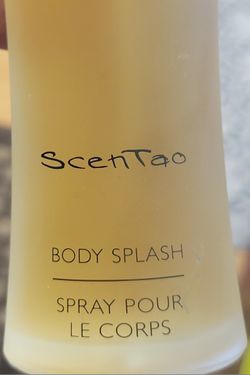 ScenTao
BODY SPLASH
SPRAY POUR
LE CORPS